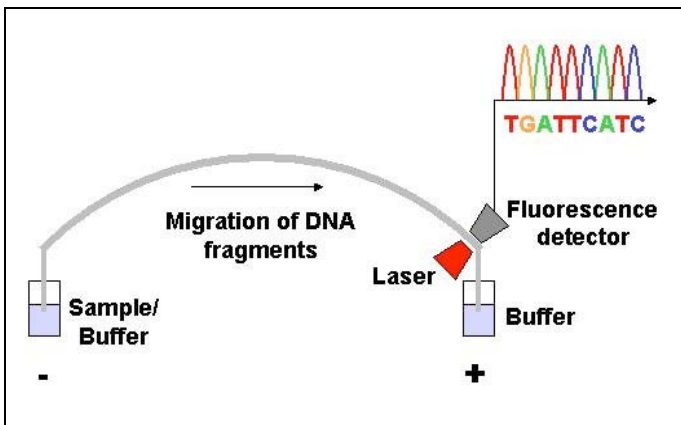 TGATTCATC
Migration of DNA
fragments
Fluorescence
detector
Laser
Sample/
Buffer
Buffer
-
+